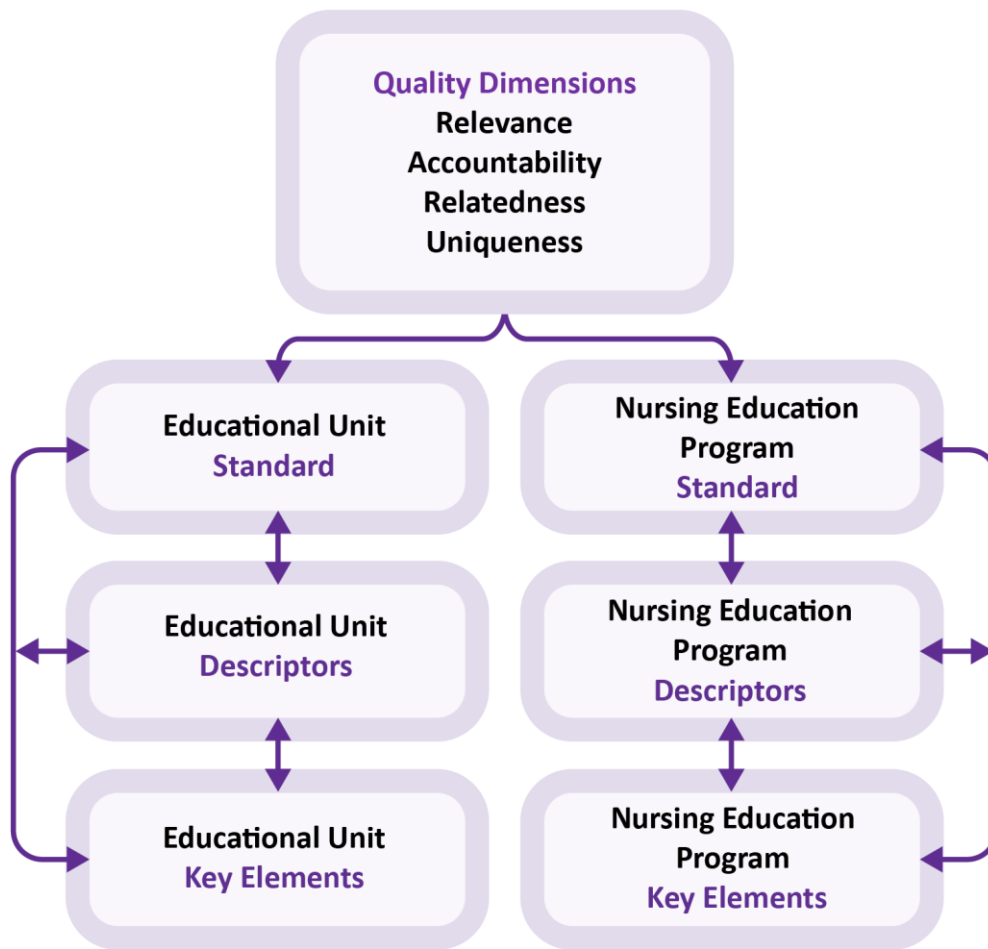 Quality Dimensions
Relevance
Accountability
Relatedness
Uniqueness
Educational Unit
Standard
Nursing Education
Program
Standard
Educational Unit
Descriptors
Nursing Education
Program
Descriptors
Educational Unit
Key Elements
Nursing Education
Program
Key Elements